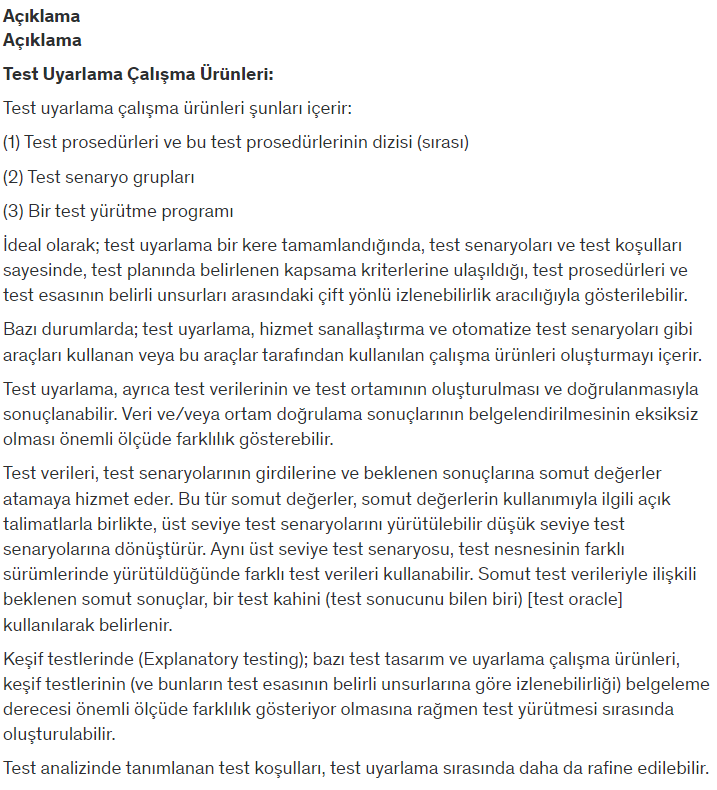 Açıklama
Açıklama
Test Uyarlama Çalışma Ürünleri:
Test uyarlama çalışma ürünleri şunları içerir:
(1) Test prosedürleri ve bu test prosedürlerinin dizisi (sırası)
(2) Test senaryo grupları
(3) Bir test yürütme programı
İdeal olarak; test uyarlama bir kere tamamlandığında, test senaryoları ve test koşulları
sayesinde, test planında belirlenen kapsama kriterlerine ulaşıldığı, test prosedürleri ve
test esasının belirli unsurları arasındaki çift yönlü izlenebilirlik aracılığıyla gösterilebilir.
Bazı durumlarda; test uyarlama, hizmet sanallaştırma ve otomatize test senaryoları gibi
araçları kullanan veya bu araçlar tarafından kullanılan çalışma ürünleri oluşturmayı içerir.
Test uyarlama, ayrıca test verilerinin ve test ortamının oluşturulması ve doğrulanmasıyla
sonuçlanabilir. Veri ve/veya ortam doğrulama sonuçlarının belgelendirilmesinin eksiksiz
olması önemli ölçüde farklılık gösterebilir.
Test verileri, test senaryolarının girdilerine ve beklenen sonuçlarına somut değerler
atamaya hizmet eder. Bu tür somut değerler, somut değerlerin kullanımıyla ilgili açık
talimatlarla birlikte, üst seviye test senaryolarını yürütülebilir düşük seviye test
senaryolarına dönüştürür. Aynı üst seviye test senaryosu, test nesnesinin farklı
sürümlerinde yürütüldüğünde farklı test verileri kullanabilir. Somut test verileriyle ilişkili
beklenen somut sonuçlar, bir test kahini (test sonucunu bilen biri) [test oracle]
kullanılarak belirlenir.
Keşif testlerinde (Explanatory testing); bazı test tasarım ve uyarlama çalışma ürünleri,
keşif testlerinin (ve bunların test esasının belirli unsurlarına göre izlenebilirliği) belgeleme
derecesi önemli ölçüde farklılık gösteriyor olmasına rağmen test yürütmesi sırasında
oluşturulabilir.
Test analizinde tanımlanan test koşulları, test uyarlama sırasında daha da rafine edilebilir.